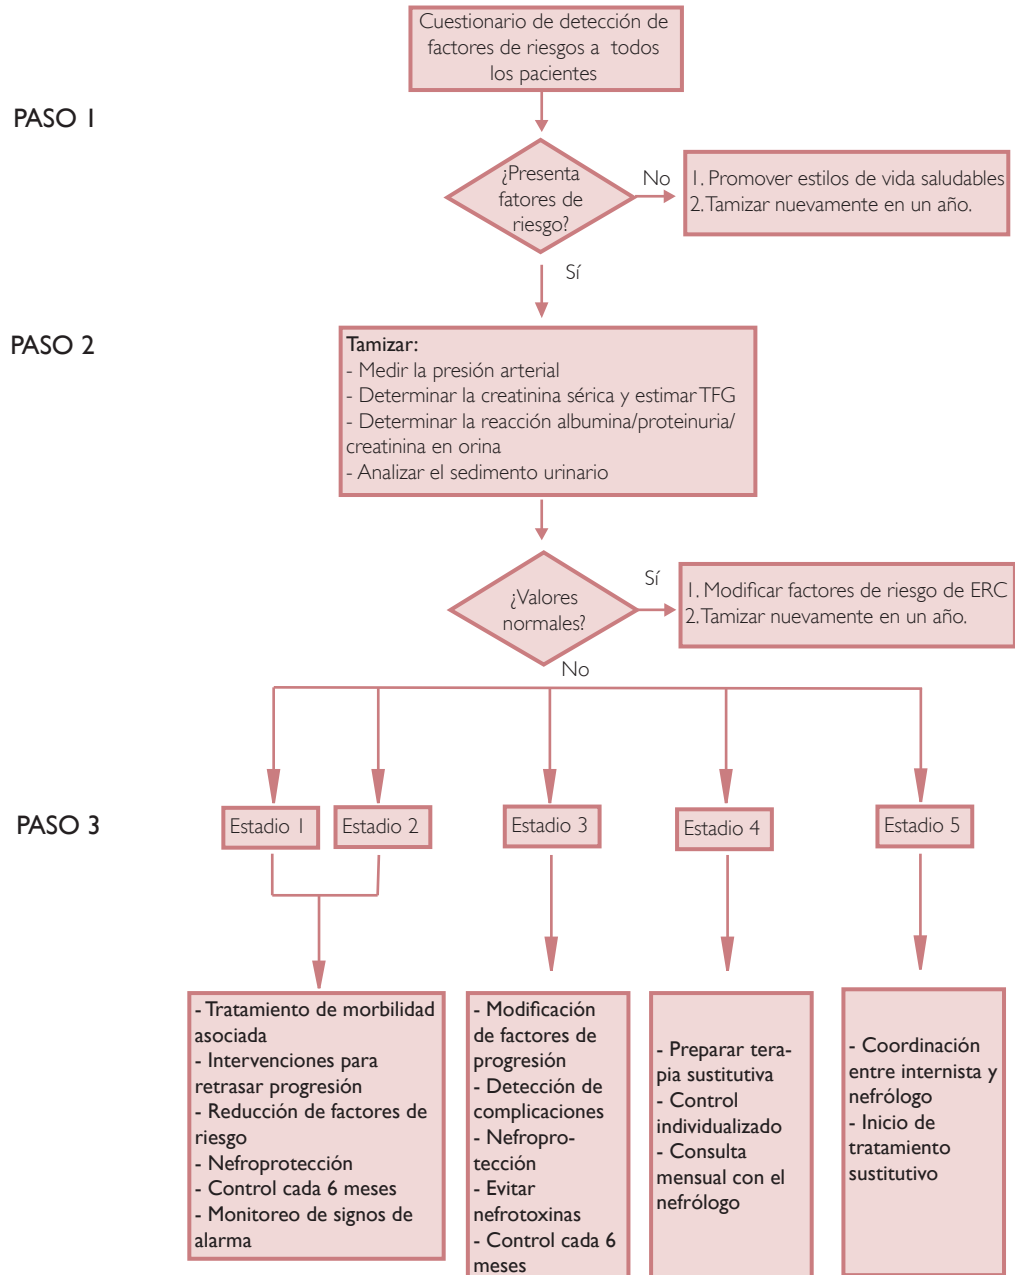 Cuestionario de detección de
factores de riesgos a todos
los pacientes
PASO 1
¿Presenta
fatores de
riesgo?
No
1. Promover estilos de vida saludables
2. Tamizar nuevamente en un año.
Sí
PASO 2
Tamizar:
- Medir la presión arterial
- Determinar la creatinina sérica y estimar TFG
- Determinar la reacción albumina/proteinuria/
creatinina en orina
- Analizar el sedimento urinario
¿Valores
normales?
Sí
1. Modificar factores de riesgo de ERC
2. Tamizar nuevamente en un año.
No
PASO 3
Estadio 1
Estadio 2
Estadio 3
Estadio 4
Estadio 5
- Tratamiento de morbilidad
asociada
- Intervenciones para
retrasar progresión
- Reducción de factores de
riesgo
- Nefroprotección
- Control cada 6 meses
- Monitoreo de signos de
alarma
- Modificación
de factores de
progresión
- Detección de
complicaciones
- Nefropro-
tección
- Evitar
nefrotoxinas
- Control cada 6
meses
- Preparar tera-
pia sustitutiva
- Control
individualizado
- Consulta
mensual con el
nefrólogo
- Coordinación
entre internista y
nefrólogo
- Inicio de
tratamiento
sustitutivo